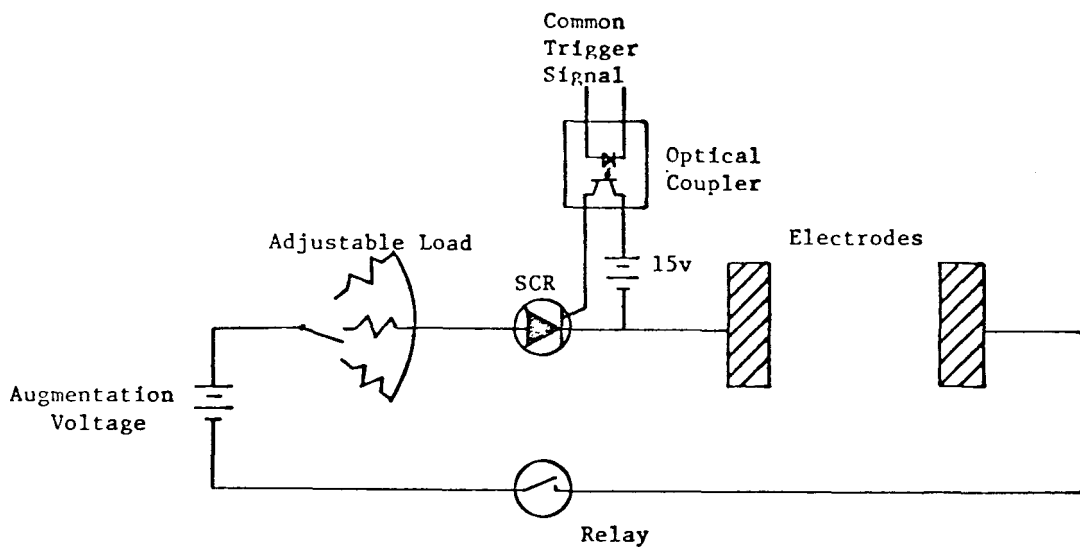 Common
Trigger
Signal
Optical
Coupler
Adjustable Load
Electrodes
15v
SCR
Augmentation
Voltage
Relay